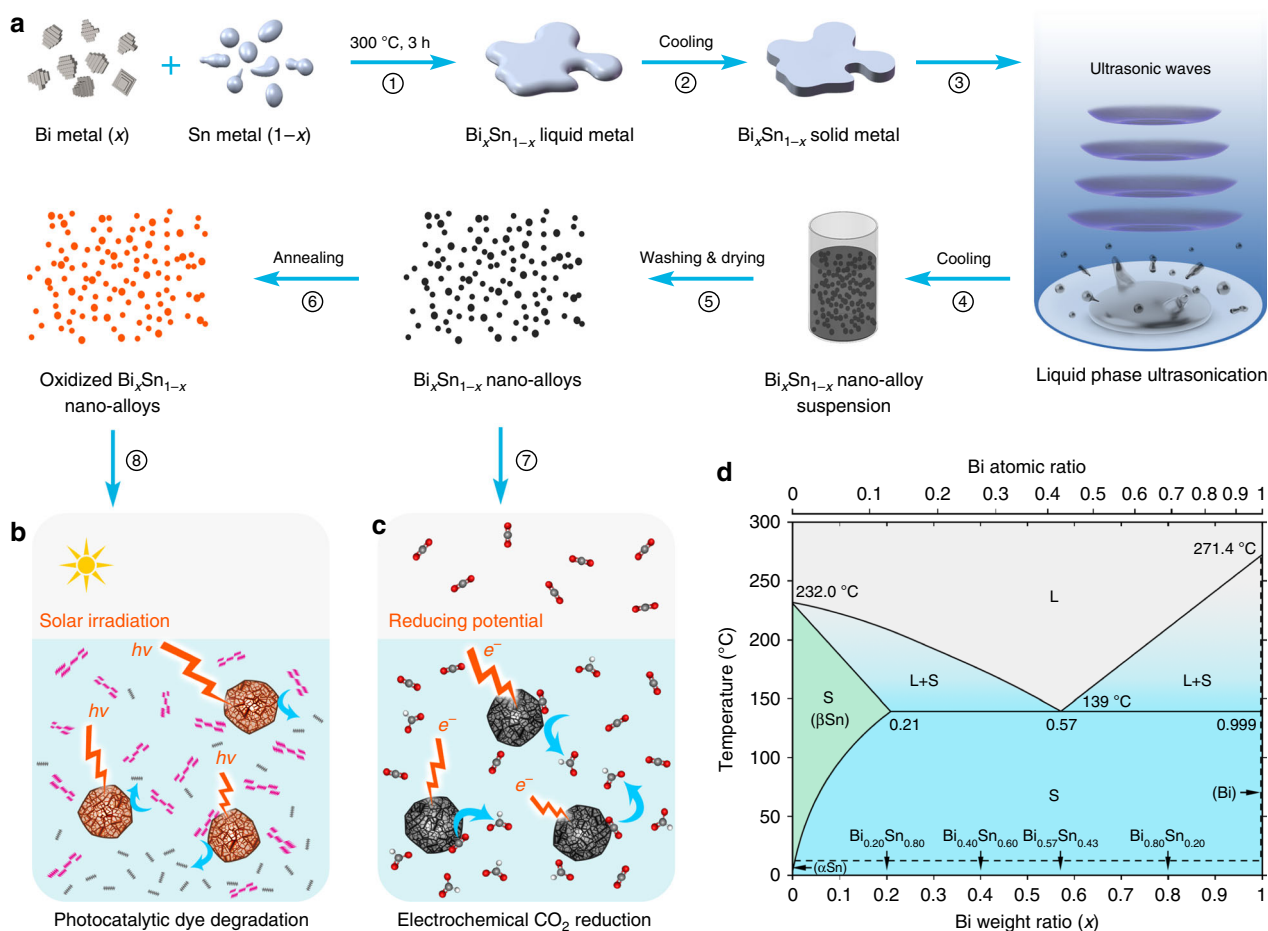 a
300 °C, 3 h
①
Cooling
②
③
Bi metal (x)
Sn metal (1−x)
BiₓSn₁₋ₓ liquid metal
BiₓSn₁₋ₓ solid metal
Ultrasonic waves
Liquid phase ultrasonication
Cooling
④
BiₓSn₁₋ₓ nano-alloy
suspension
Washing & drying
⑤
BiₓSn₁₋ₓ nano-alloys
Annealing
⑥
Oxidized BiₓSn₁₋ₓ
nano-alloys
⑧
⑦
b
Solar irradiation
hν
hν
hν
Photocatalytic dye degradation
c
Reducing potential
e⁻
e⁻
e⁻
Electrochemical CO₂ reduction
d
Bi atomic ratio
0 0.1 0.2 0.3 0.4 0.5 0.6 0.7 0.8 0.9 1
300
250
200
150
100
50
0
Temperature (°C)
271.4 °C
232.0 °C
L
L+S
L+S
S
(βSn)
139 °C
0.21
0.57
0.999
S
(Bi)
Bi₀.₂₀Sn₀.₈₀
Bi₀.₄₀Sn₀.₆₀
Bi₀.₅₇Sn₀.₄₃
Bi₀.₈₀Sn₀.₂₀
(αSn)
0 0.1 0.2 0.3 0.4 0.5 0.6 0.7 0.8 0.9 1
Bi weight ratio (x)